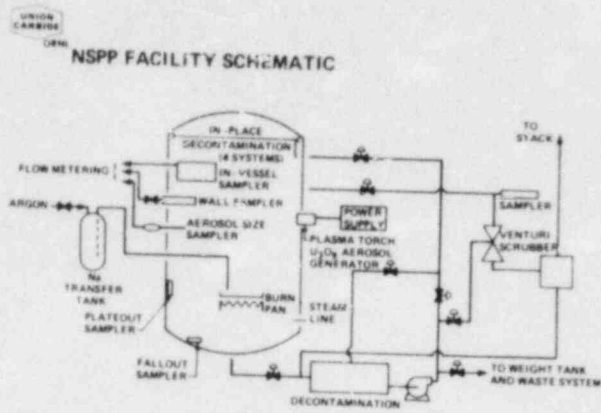 UNION
CARBIDE
ORNL
NSPP FACILITY SCHEMATIC
TO
STACK
IN-PLACE
DECONTAMINATION
(4 SYSTEMS)
IN-VESSEL
SAMPLER
FLOW METERING
WALL SAMPLER
ARGON
AEROSOL SIZE
SAMPLER
POWER
SUPPLY
SAMPLER
VENTURI
SCRUBBER
PLASMA TORCH
U₃O₈ AEROSOL
GENERATOR
Na
TRANSFER
TANK
BURN
PAN
STEAM
LINE
PLATEOUT
SAMPLER
FALLOUT
SAMPLER
DECONTAMINATION
TO WEIGHT TANK
AND WASTE SYSTEM